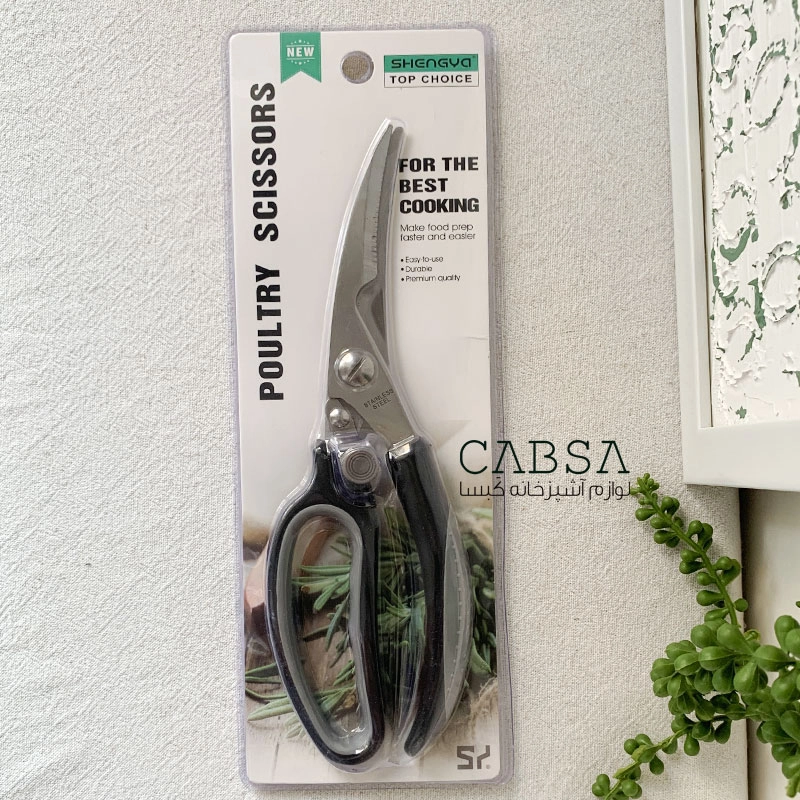 NEW
SHENGYA
TOP CHOICE
POULTRY SCISSORS
FOR THE
BEST
COOKING
Make food prep
faster and easier
• Easy-to-use
• Durable
• Premium quality
STAINLESS
STEEL
CABSA
لوازم آشپزخانه کبسا
SY